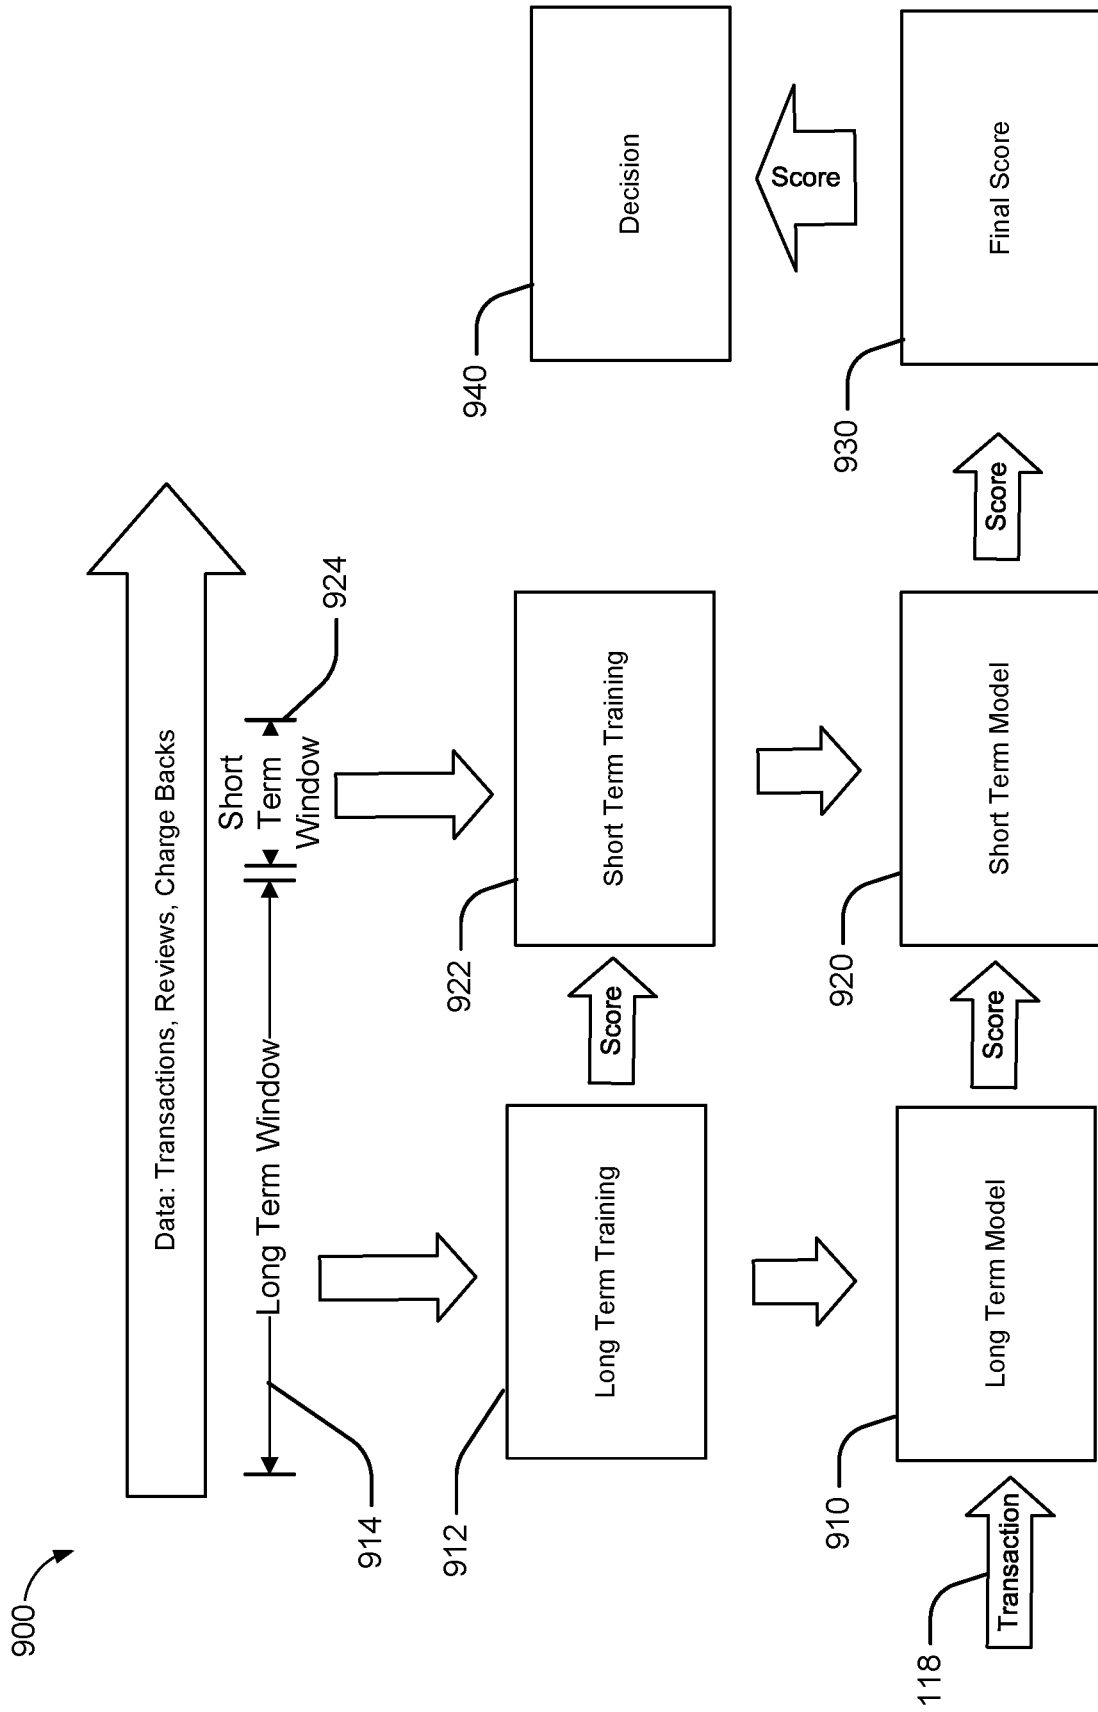 900
Data: Transactions, Reviews, Charge Backs
Long Term Window
Short
Term
Window
914
924
912
Long Term Training
Score
922
Short Term Training
940
Decision
Score
118
Transaction
910
Long Term Model
Score
920
Short Term Model
Score
930
Final Score